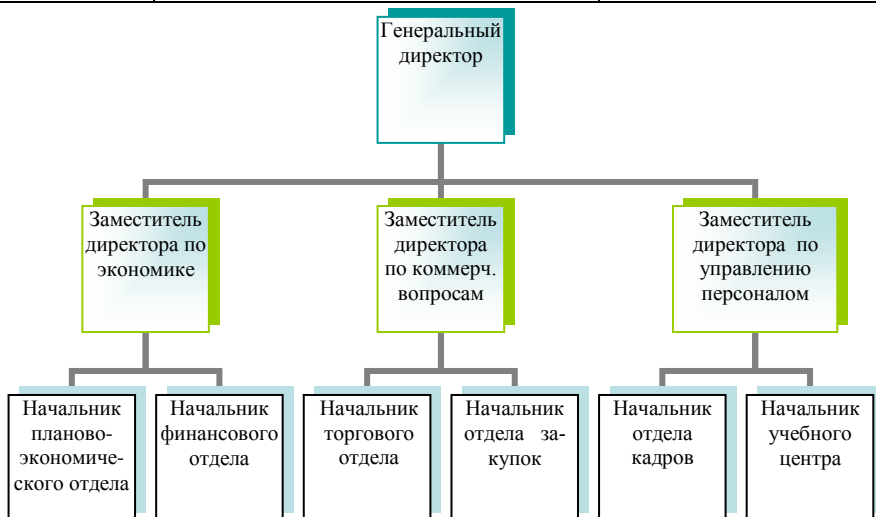 Генеральный
директор
Заместитель
директора по
экономике
Заместитель
директора
по коммерч.
вопросам
Заместитель
директора по
управлению
персоналом
Начальник
планово-
экономиче-
ского отдела
Начальник
финансового
отдела
Начальник
торгового
отдела
Начальник
отдела за-
купок
Начальник
отдела
кадров
Начальник
учебного
центра